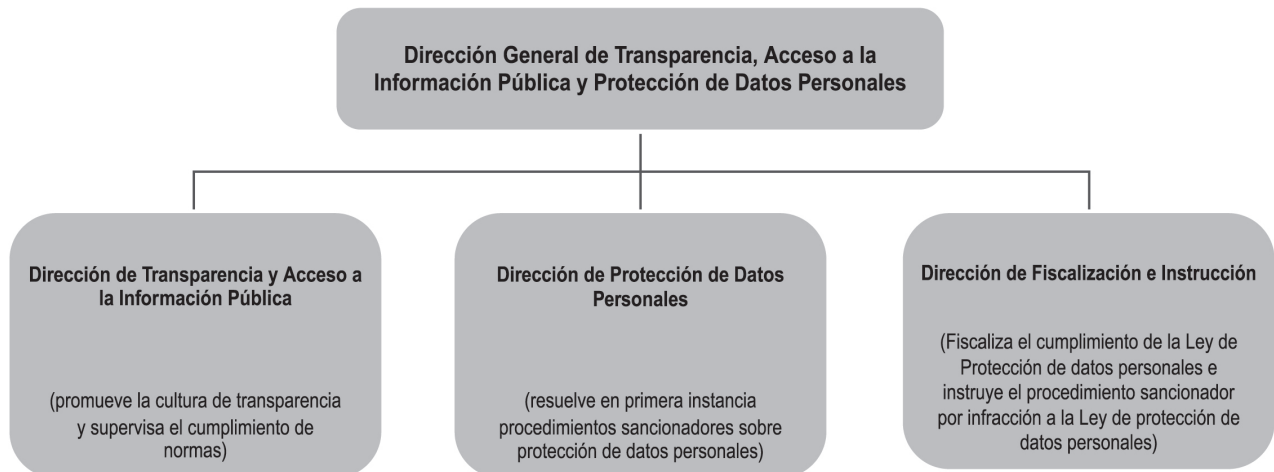 Dirección General de Transparencia, Acceso a la
Información Pública y Protección de Datos Personales
Dirección de Transparencia y Acceso a
la Información Pública
(promueve la cultura de transparencia
y supervisa el cumplimiento de
normas)
Dirección de Protección de Datos
Personales
(resuelve en primera instancia
procedimientos sancionadores sobre
protección de datos personales)
Dirección de Fiscalización e Instrucción
(Fiscaliza el cumplimiento de la Ley de
Protección de datos personales e
instruye el procedimiento sancionador
por infracción a la Ley de protección de
datos personales)